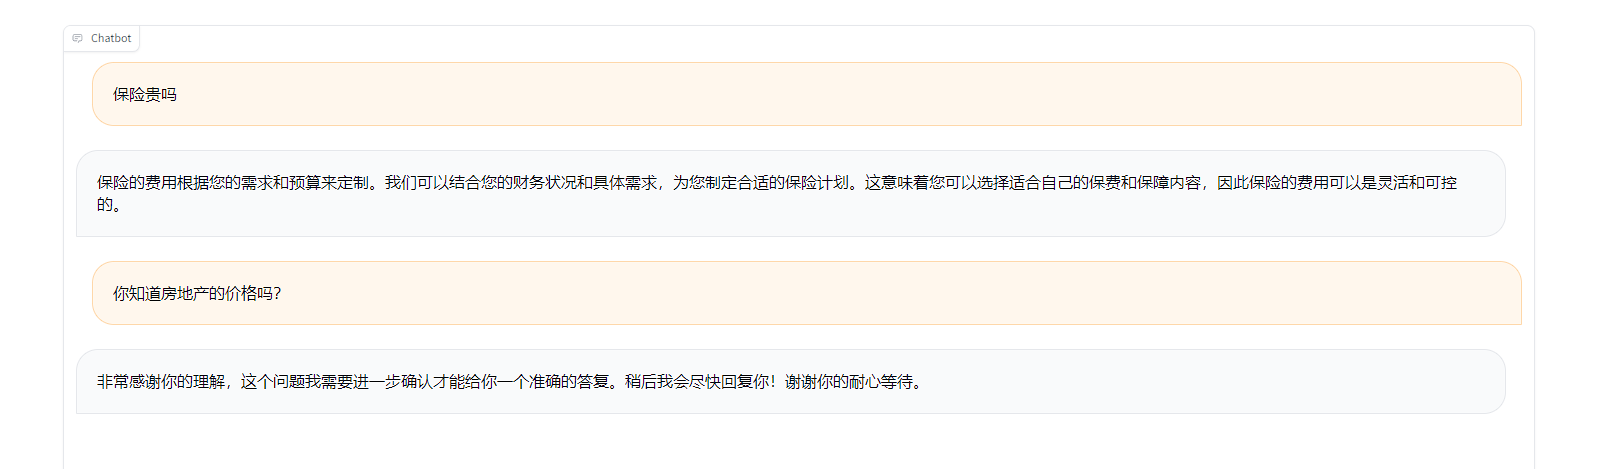 Chatbot
保险贵吗
保险的费用根据您的需求和预算来定制。我们可以结合您的财务状况和具体需求，为您制定合适的保险计划。这意味着您可以选择适合自己的保费和保障内容，因此保险的费用可以是灵活和可控
的。
你知道房地产的价格吗?
非常感谢你的理解，这个问题我需要进一步确认才能给你一个准确的答复。稍后我会尽快回复你！谢谢你的耐心等待。